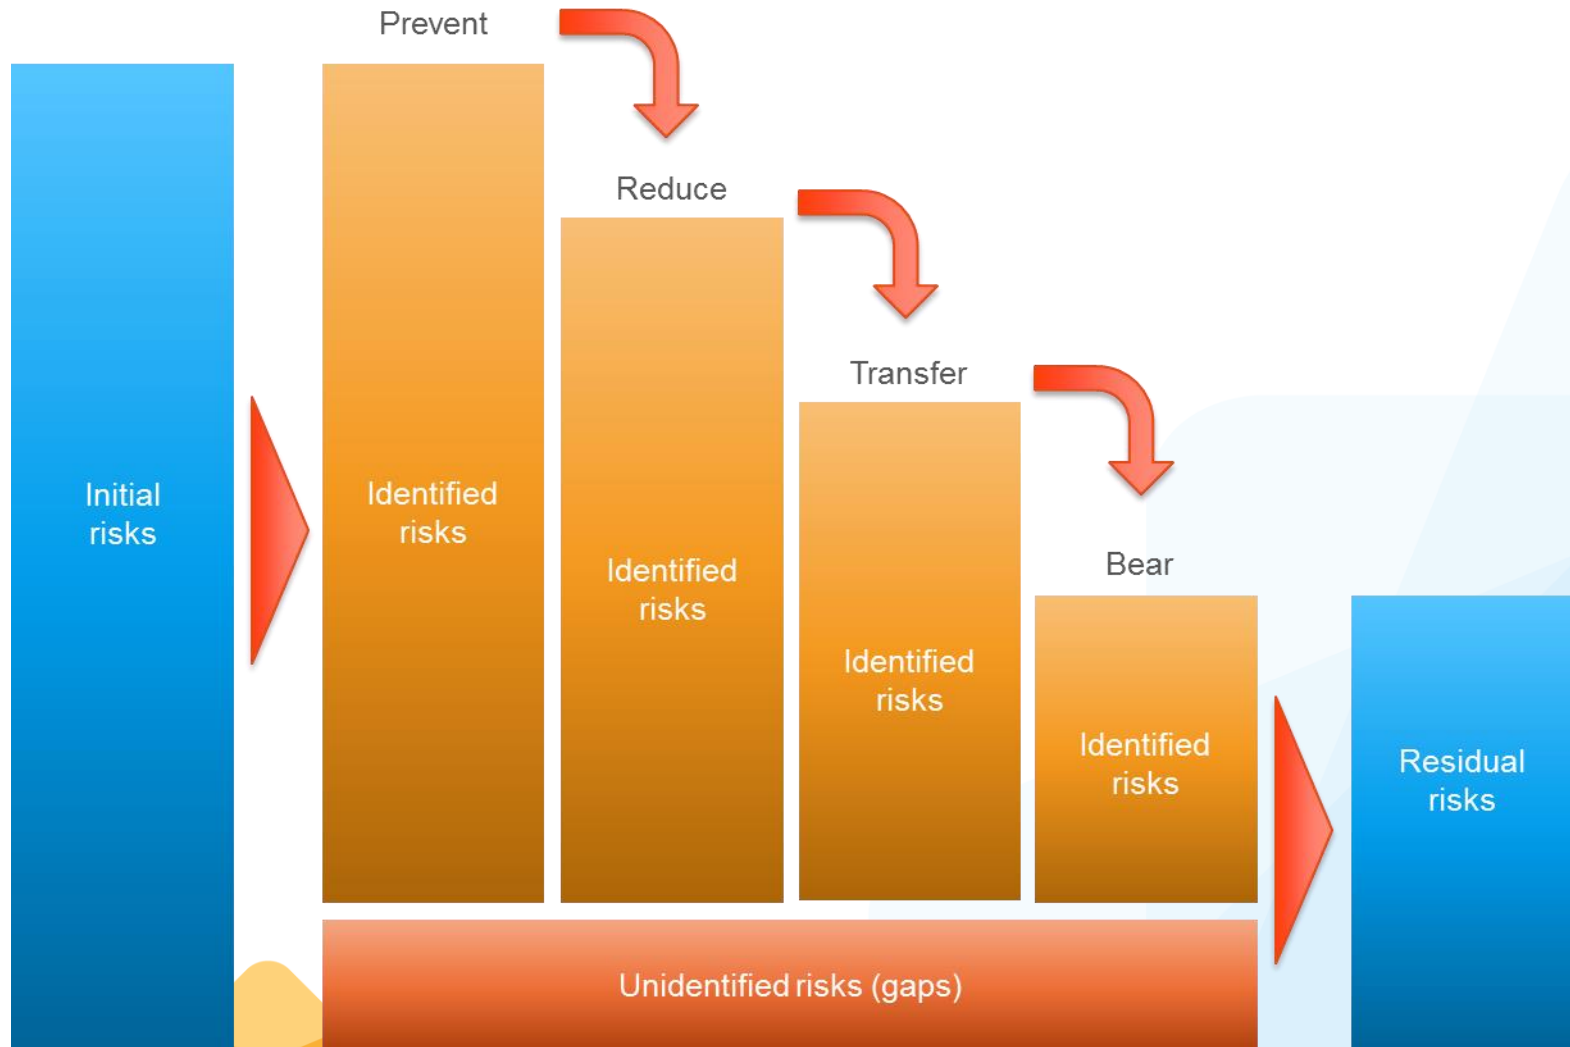 Prevent
Reduce
Transfer
Bear
Initial
risks
Identified
risks
Identified
risks
Identified
risks
Identified
risks
Residual
risks
Unidentified risks (gaps)